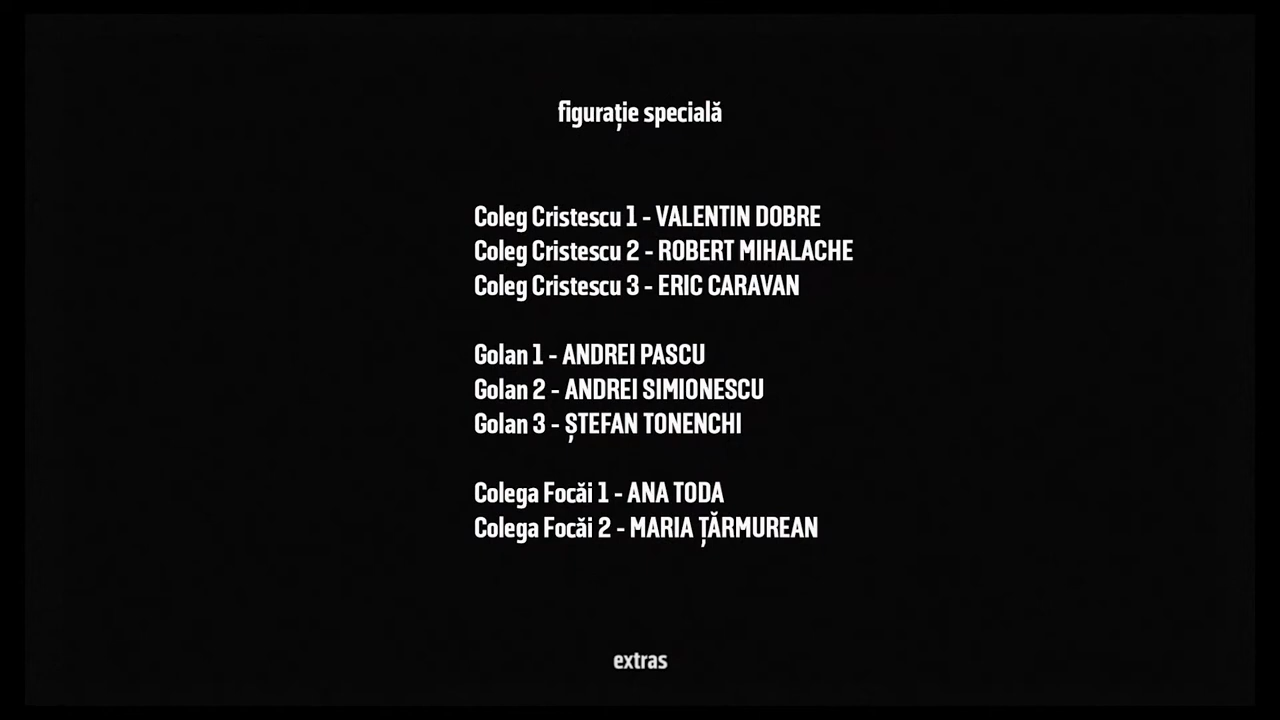 figurație specială
Coleg Cristescu 1 - VALENTIN DOBRE
Coleg Cristescu 2 - ROBERT MIHALACHE
Coleg Cristescu 3 - ERIC CARAVAN
Golan 1 - ANDREI PASCU
Golan 2 - ANDREI SIMIONESCU
Golan 3 - ȘTEFAN TONENCHI
Colega Focăi 1 - ANA TODA
Colega Focăi 2 - MARIA ȚĂRMUREAN
extras